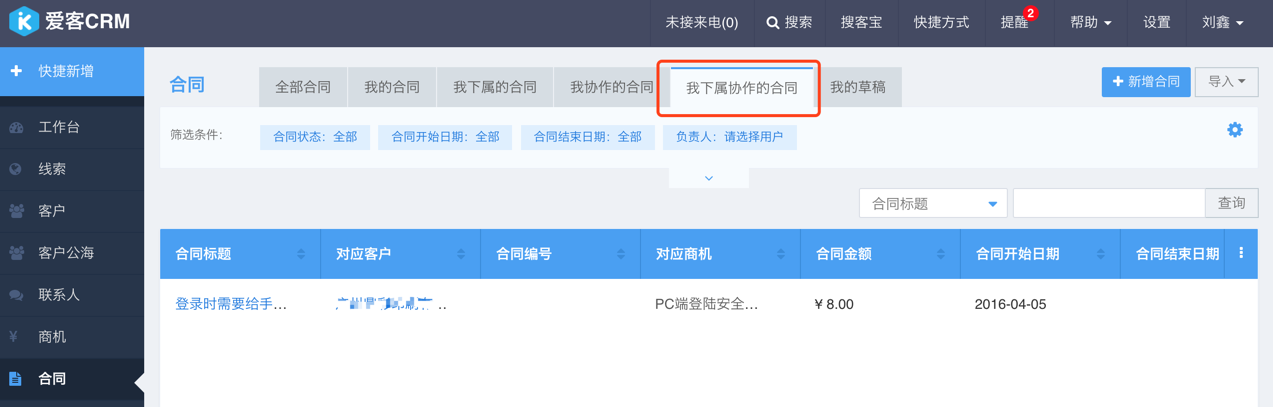 爱客CRM
未接来电(0)
搜索
搜客宝
快捷方式
提醒
2
帮助
设置
刘鑫
快捷新增
工作台
线索
客户
客户公海
联系人
商机
合同
合同
全部合同
我的合同
我下属的合同
我协作的合同
我下属协作的合同
我的草稿
新增合同
导入
筛选条件：
合同状态：全部
合同开始日期：全部
合同结束日期：全部
负责人：请选择用户
合同标题
查询
合同标题
对应客户
合同编号
对应商机
合同金额
合同开始日期
合同结束日期
登录时需要给手...
PC端登陆安全...
¥ 8.00
2016-04-05